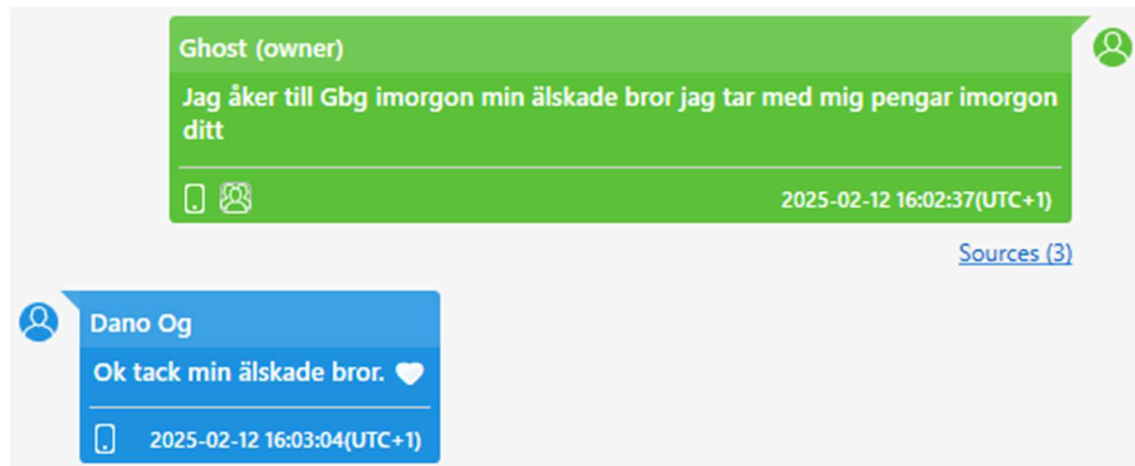 Ghost (owner)
Jag åker till Gbg imorgon min älskade bror jag tar med mig pengar imorgon
ditt
2025-02-12 16:02:37(UTC+1)
Sources (3)
Dano Og
Ok tack min älskade bror. 🤍
2025-02-12 16:03:04(UTC+1)